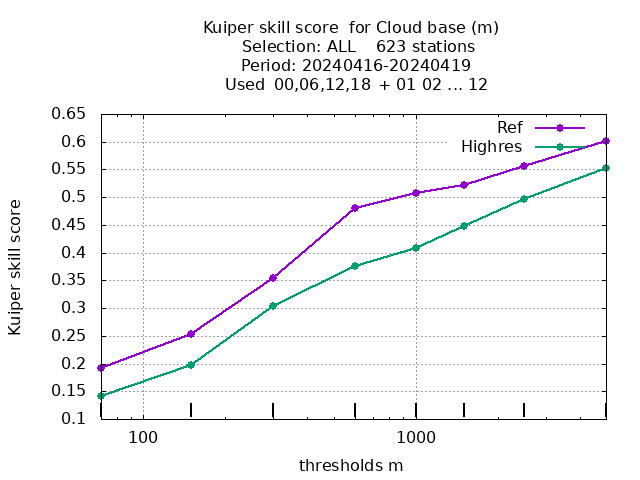 Kuiper skill score  for Cloud base (m)
Selection: ALL    623 stations
Period: 20240416-20240419
Used  00,06,12,18 + 01 02 ... 12
Ref
Highres
0.65
0.6
0.55
0.5
0.45
0.4
0.35
0.3
0.25
0.2
0.15
0.1
Kuiper skill score
100
1000
thresholds m